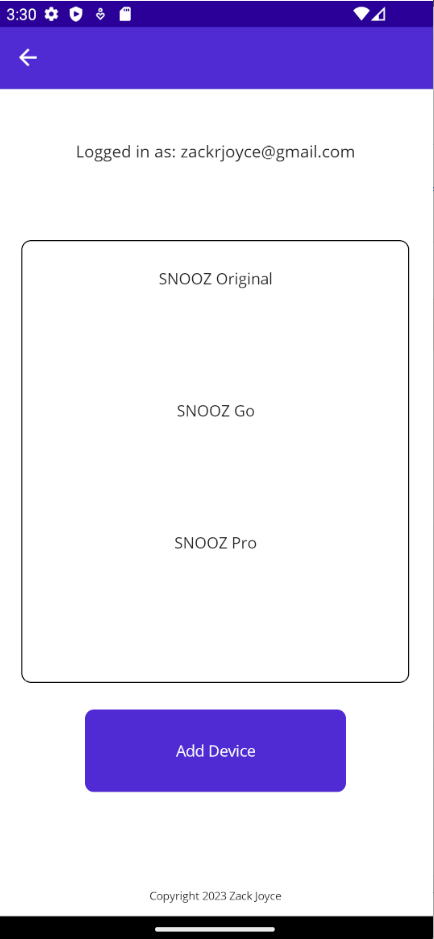 3:30
Logged in as: zackrjoyce@gmail.com
SNOOZ Original
SNOOZ Go
SNOOZ Pro
Add Device
Copyright 2023 Zack Joyce